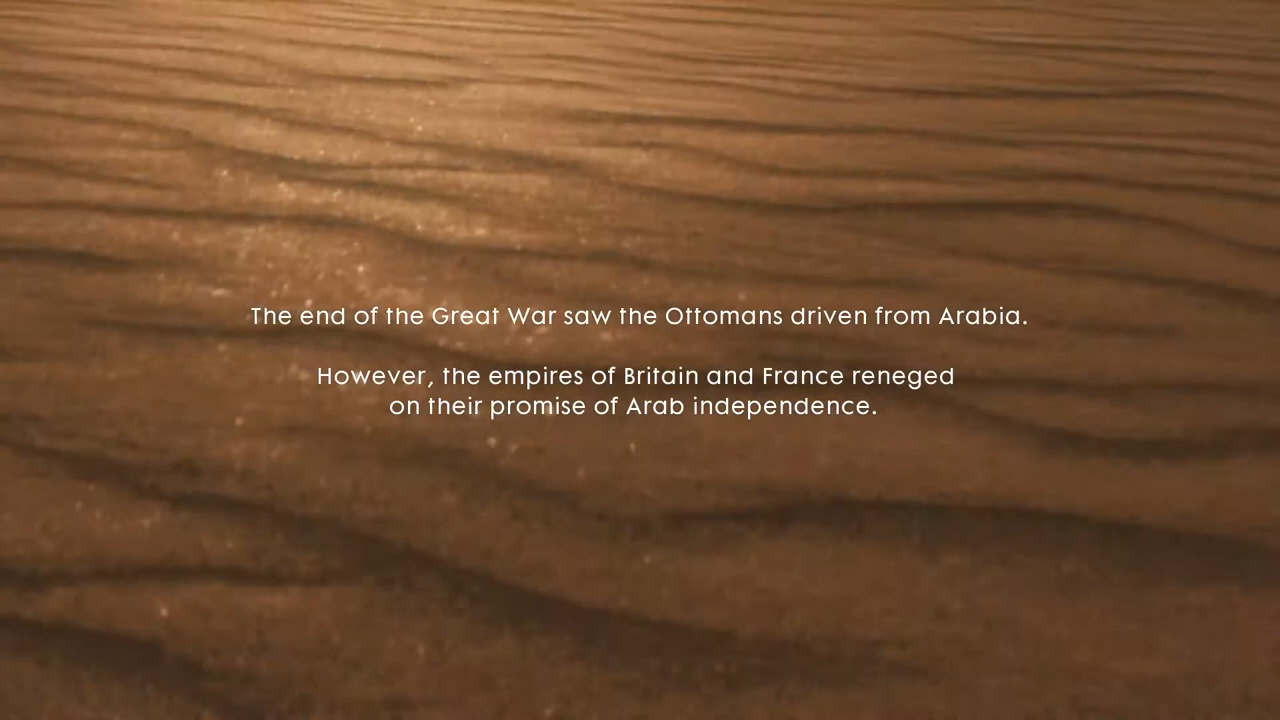 The end of the Great War saw the Ottomans driven from Arabia.
However, the empires of Britain and France reneged
on their promise of Arab independence.